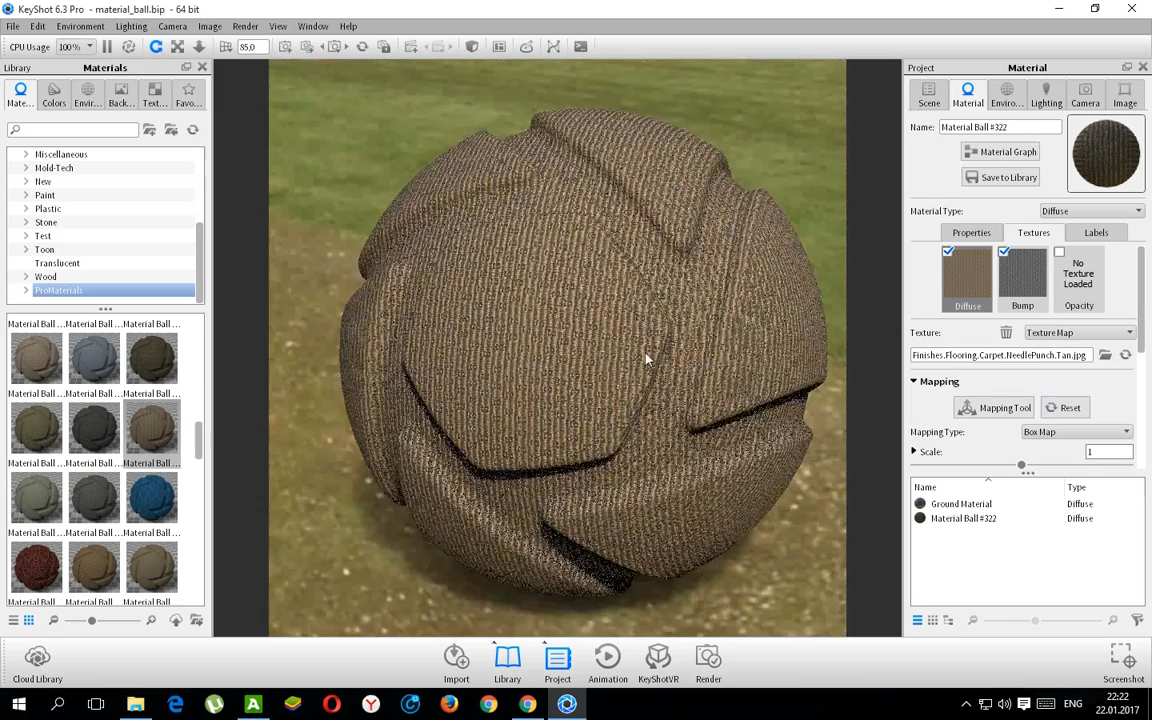 KeyShot 6.3 Pro - material_ball.bip - 64 bit
File Edit Environment Lighting Camera Image Render View Window Help
CPU Usage 100% 85,0
Library Materials
Mate... Colors Envir... Back... Text... Favo...
Miscellaneous
Mold-Tech
New
Paint
Plastic
Stone
Test
Toon
Translucent
Wood
ProMaterials
Material Ball ... Material Ball ... Material Ball ...
Material Ball ... Material Ball ... Material Ball ...
Material Ball ... Material Ball ... Material Ball ...
Material Ball ... Material Ball ... Material Ball ...
Material Ball ... Material Ball ... Material Ball ...
Project Material
Scene Material Enviro... Lighting Camera Image
Name: Material Ball #322
Material Graph
Save to Library
Material Type: Diffuse
Properties Textures Labels
No
Texture
Loaded
Diffuse Bump Opacity
Texture: Texture Map
Finishes.Flooring.Carpet.NeedlePunch.Tan.jpg
Mapping
Mapping Tool Reset
Mapping Type: Box Map
Scale: 1
Name Type
Ground Material Diffuse
Material Ball #322 Diffuse
Cloud Library Import Library Project Animation KeyShotVR Render Screenshot
ENG
22:22
22.01.2017